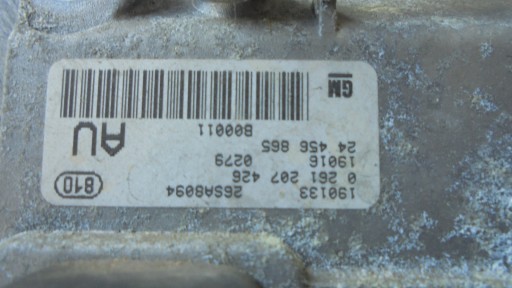 190133 26SA8094 810
0 261 207 426
19016 0279
24 456 865 AU
B00011
GM